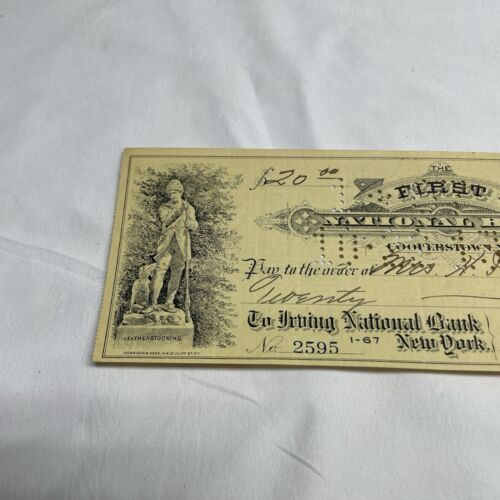 $20 00
THE
FIRST
NATIONAL
COOPERSTOWN,
Pay to the order of Mrs. H.
Twenty
To Irving National Bank
No. 2595 1-67 New York.
LEATHERSTOCKING